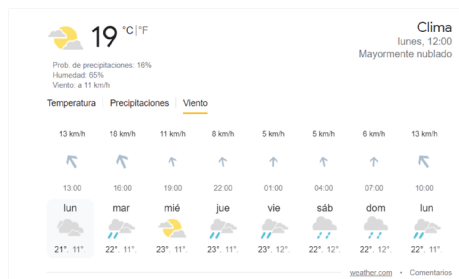 19 °C | °F
Prob. de precipitaciones: 16%
Humedad: 65%
Viento: a 11 km/h
Clima
lunes, 12:00
Mayormente nublado
Temperatura Precipitaciones Viento
13 km/h 18 km/h 11 km/h 8 km/h 5 km/h 5 km/h 6 km/h 13 km/h
13:00 16:00 19:00 22:00 01:00 04:00 07:00 10:00
lun mar mié jue vie sáb dom lun
21° 11° 22° 11° 23° 11° 23° 11° 23° 12° 22° 12° 22° 12° 22° 11°
weather.com • Comentarios